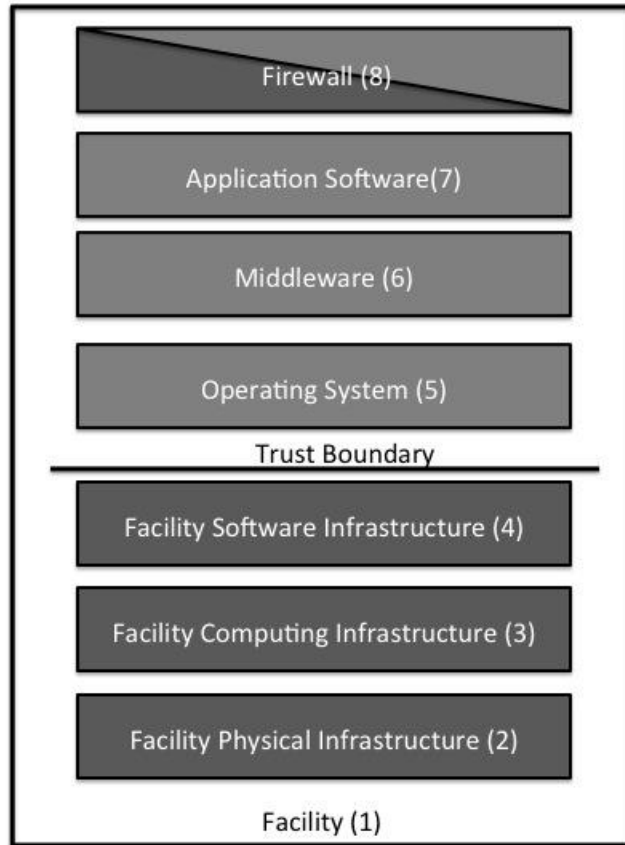 Firewall (8)
Application Software(7)
Middleware (6)
Operating System (5)
Trust Boundary
Facility Software Infrastructure (4)
Facility Computing Infrastructure (3)
Facility Physical Infrastructure (2)
Facility (1)